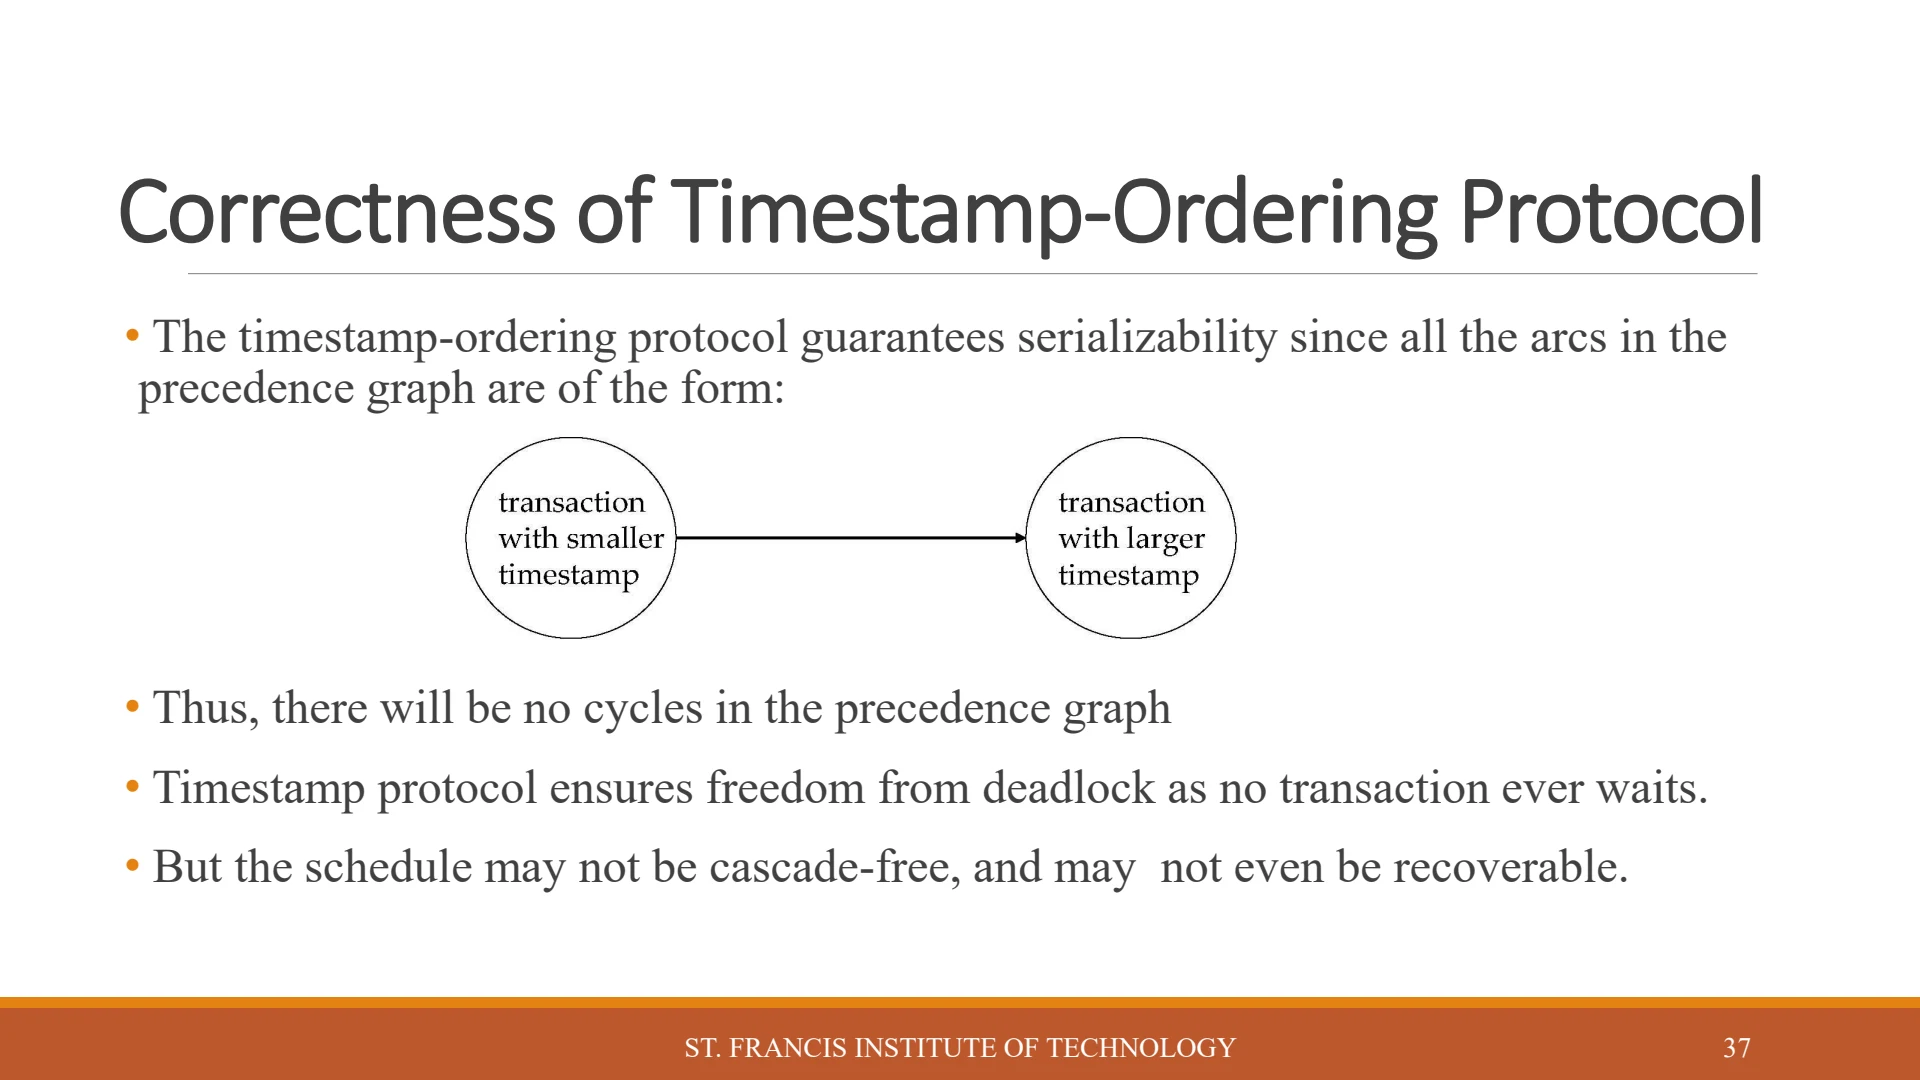 Correctness of Timestamp-Ordering Protocol
• The timestamp-ordering protocol guarantees serializability since all the arcs in the
precedence graph are of the form:
transaction
with smaller
timestamp
transaction
with larger
timestamp
• Thus, there will be no cycles in the precedence graph
• Timestamp protocol ensures freedom from deadlock as no transaction ever waits.
• But the schedule may not be cascade-free, and may  not even be recoverable.
ST. FRANCIS INSTITUTE OF TECHNOLOGY
37